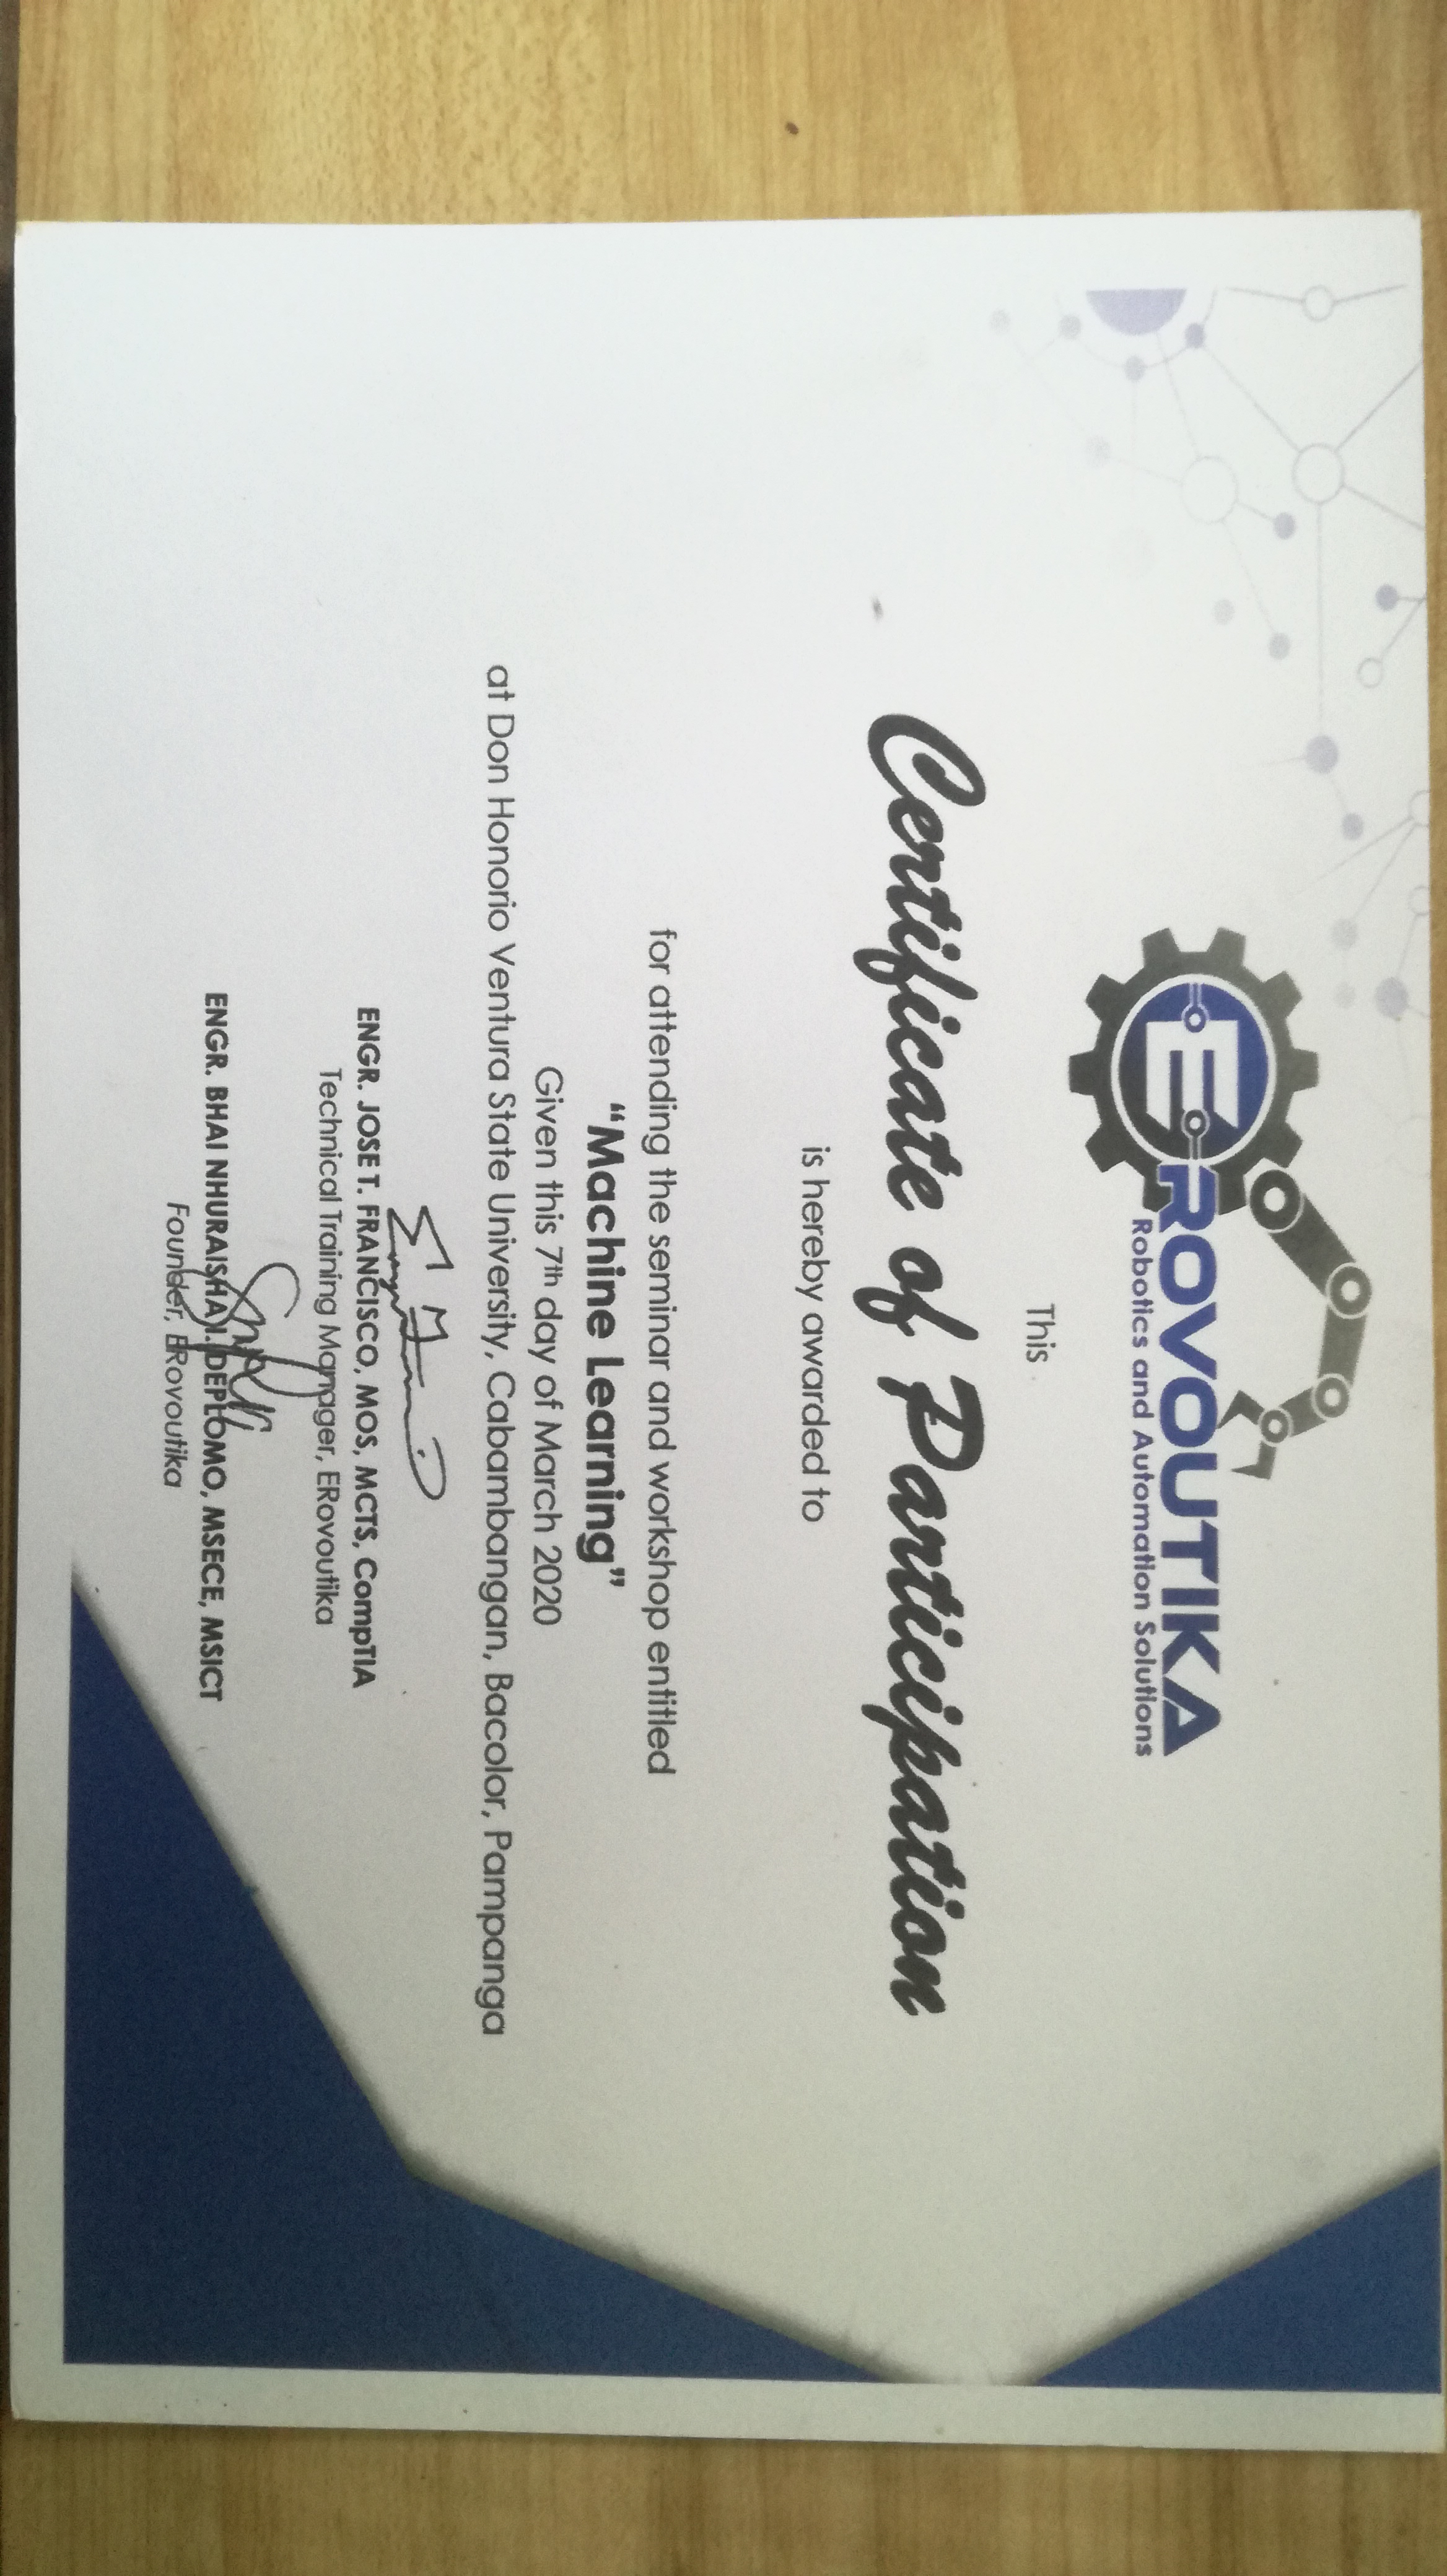 EROVOUTIKA
Robotics and Automation Solutions
This
Certificate of Participation
is hereby awarded to
for attending the seminar and workshop entitled
“Machine Learning”
Given this 7th day of March 2020
at Don Honorio Ventura State University, Cabambangan, Bacolor, Pampanga
ENGR. JOSE T. FRANCISCO, MOS, MCTS, CompTIA
Technical Training Manager, ERovoutika
ENGR. BHAI NHURAISHA I. DEPLOMO, MSECE, MSICT
Founder, ERovoutika